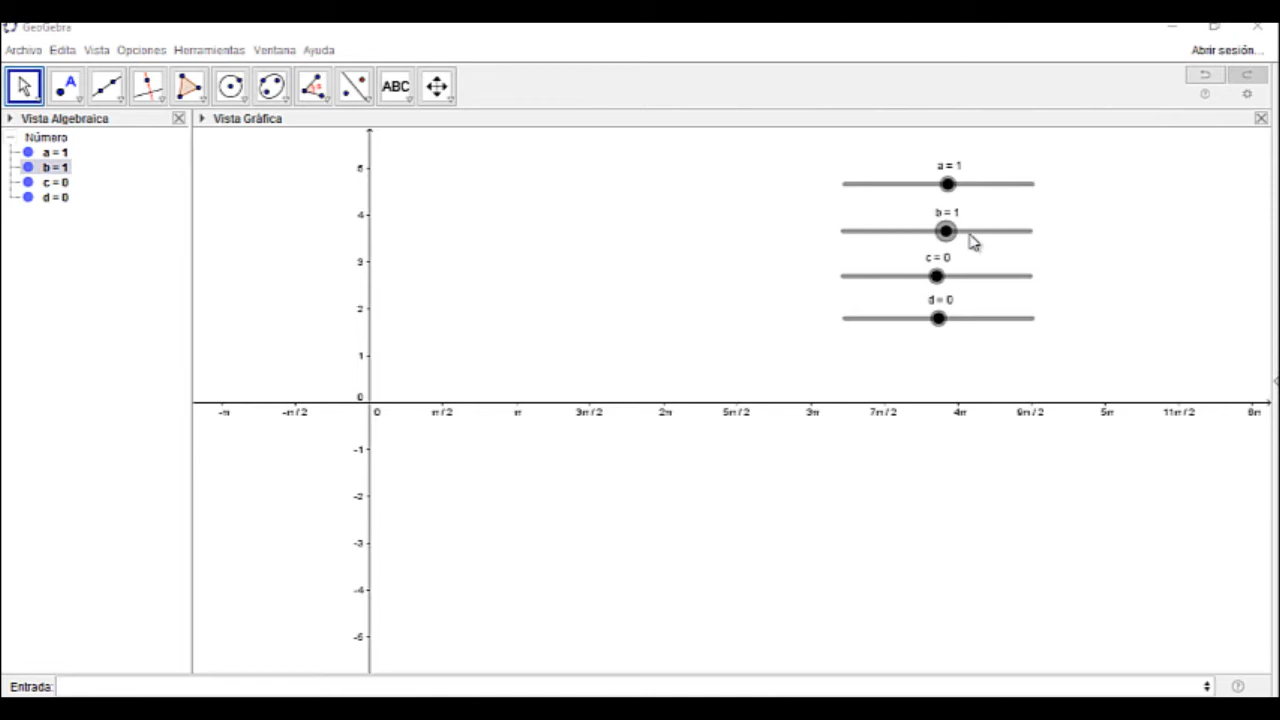 GeoGebra
Archivo Edita Vista Opciones Herramientas Ventana Ayuda
Abrir sesión...
A
ABC
Vista Algebraica
Vista Gráfica
Número
a = 1
b = 1
c = 0
d = 0
a = 1
b = 1
c = 0
d = 0
5
4
3
2
1
0
-π -π / 2 0 π / 2 π 3π / 2 2π 5π / 2 3π 7π / 2 4π 9π / 2 5π 11π / 2 6π
-1
-2
-3
-4
-5
Entrada: